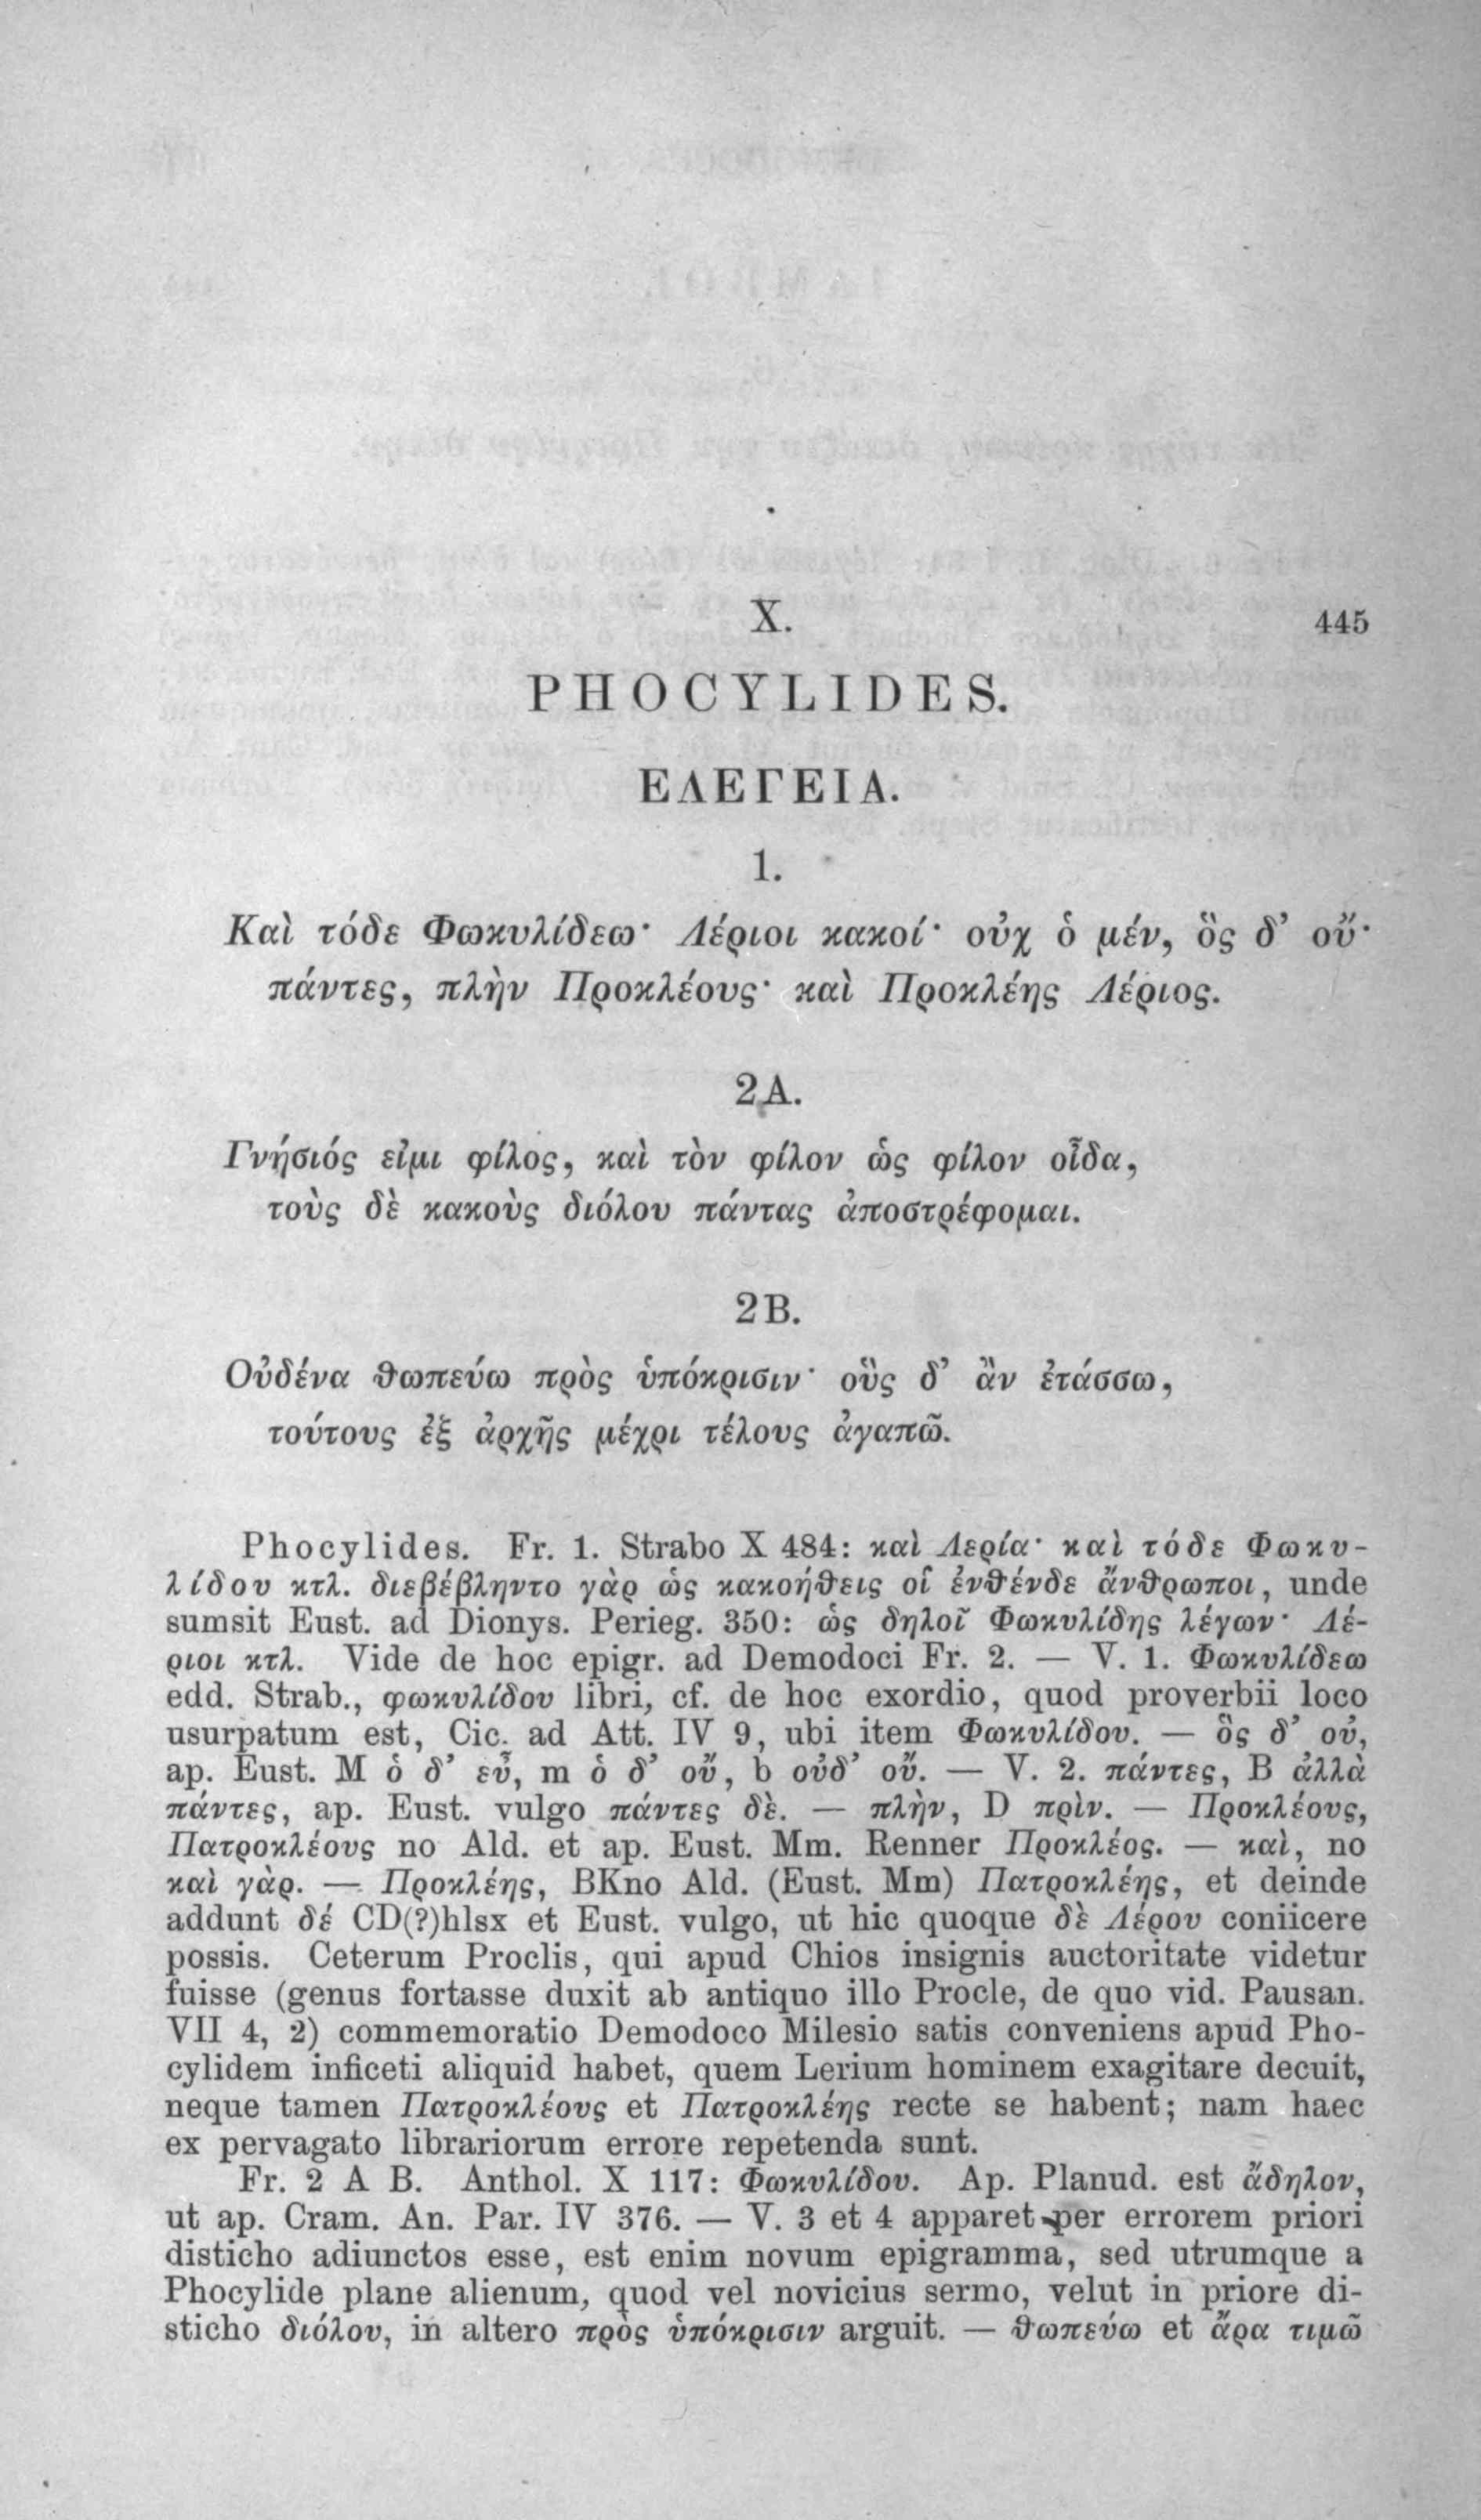 X.
445
PHOCYLIDES.
ΕΛΕΓΕΙΑ.
1.
Καὶ τόδε Φωκυλίδεω· Λέριοι κακοί· οὐχ ὁ μέν, ὃς δ’ οὔ·
πάντες, πλὴν Προκλέους· καὶ Προκλέης Λέριος.
2A.
Γνήσιός εἰμι φίλος, καὶ τὸν φίλον ὡς φίλον οἶδα,
τοὺς δὲ κακοὺς διόλου πάντας ἀποστρέφομαι.
2B.
Οὐδένα θωπεύω πρὸς ὑπόκρισιν· οὓς δ’ ἂν ἐτάσσω,
τούτους ἐξ ἀρχῆς μέχρι τέλους ἀγαπῶ.
Phocylides. Fr. 1. Strabo X 484: καὶ Λερία· καὶ τόδε Φωκυ-
λίδου κτλ. διεβέβληντο γὰρ ὡς κακοήθεις οἱ ἐνθένδε ἄνθρωποι, unde
sumsit Eust. ad Dionys. Perieg. 350: ὡς δηλοῖ Φωκυλίδης λέγων· Λέ-
ριοι κτλ. Vide de hoc epigr. ad Demodoci Fr. 2. — V. 1. Φωκυλίδεω
edd. Strab., φωκυλίδου libri, cf. de hoc exordio, quod proverbii loco
usurpatum est, Cic. ad Att. IV 9, ubi item Φωκυλίδου. — ὃς δ’ οὐ,
ap. Eust. M ὁ δ’ εὖ, m ὁ δ’ οὔ, b οὐδ’ οὔ. — V. 2. πάντες, B ἀλλὰ
πάντες, ap. Eust. vulgo πάντες δὲ. — πλὴν, D πρὶν. — Προκλέους,
Πατροκλέους no Ald. et ap. Eust. Mm. Renner Προκλέος. — καὶ, no
καὶ γὰρ. — Προκλέης, BKno Ald. (Eust. Mm) Πατροκλέης, et deinde
addunt δέ CD(?)hlsx et Eust. vulgo, ut hic quoque δὲ Λέρου coniicere
possis. Ceterum Proclis, qui apud Chios insignis auctoritate videtur
fuisse (genus fortasse duxit ab antiquo illo Procle, de quo vid. Pausan.
VII 4, 2) commemoratio Demodoco Milesio satis conveniens apud Pho-
cylidem inficeti aliquid habet, quem Lerium hominem exagitare decuit,
neque tamen Πατροκλέους et Πατροκλέης recte se habent; nam haec
ex pervagato librariorum errore repetenda sunt.
Fr. 2 A B. Anthol. X 117: Φωκυλίδου. Ap. Planud. est ἄδηλον,
ut ap. Cram. An. Par. IV 376. — V. 3 et 4 apparet per errorem priori
disticho adiunctos esse, est enim novum epigramma, sed utrumque a
Phocylide plane alienum, quod vel novicius sermo, velut in priore di-
sticho διόλου, in altero πρὸς ὑπόκρισιν arguit. — θωπεύω et ἄρα τιμῶ